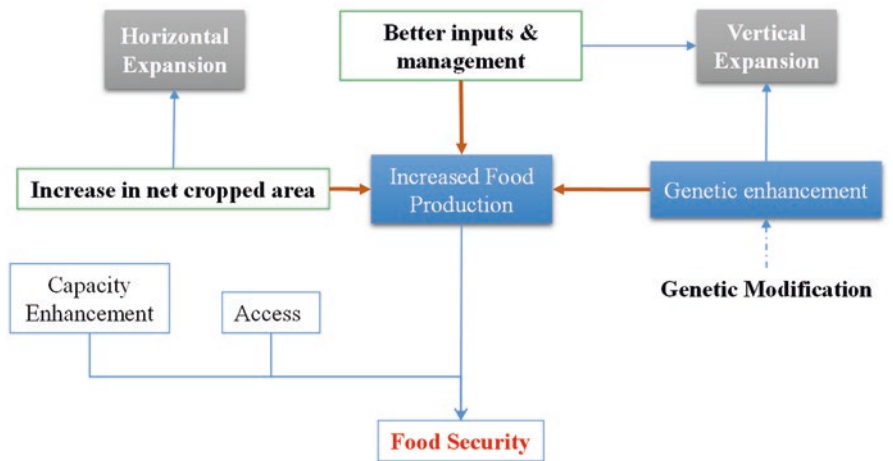 Horizontal
Expansion
Better inputs &
management
Vertical
Expansion
Increase in net cropped area
Increased Food
Production
Genetic enhancement
Genetic Modification
Capacity
Enhancement
Access
Food Security